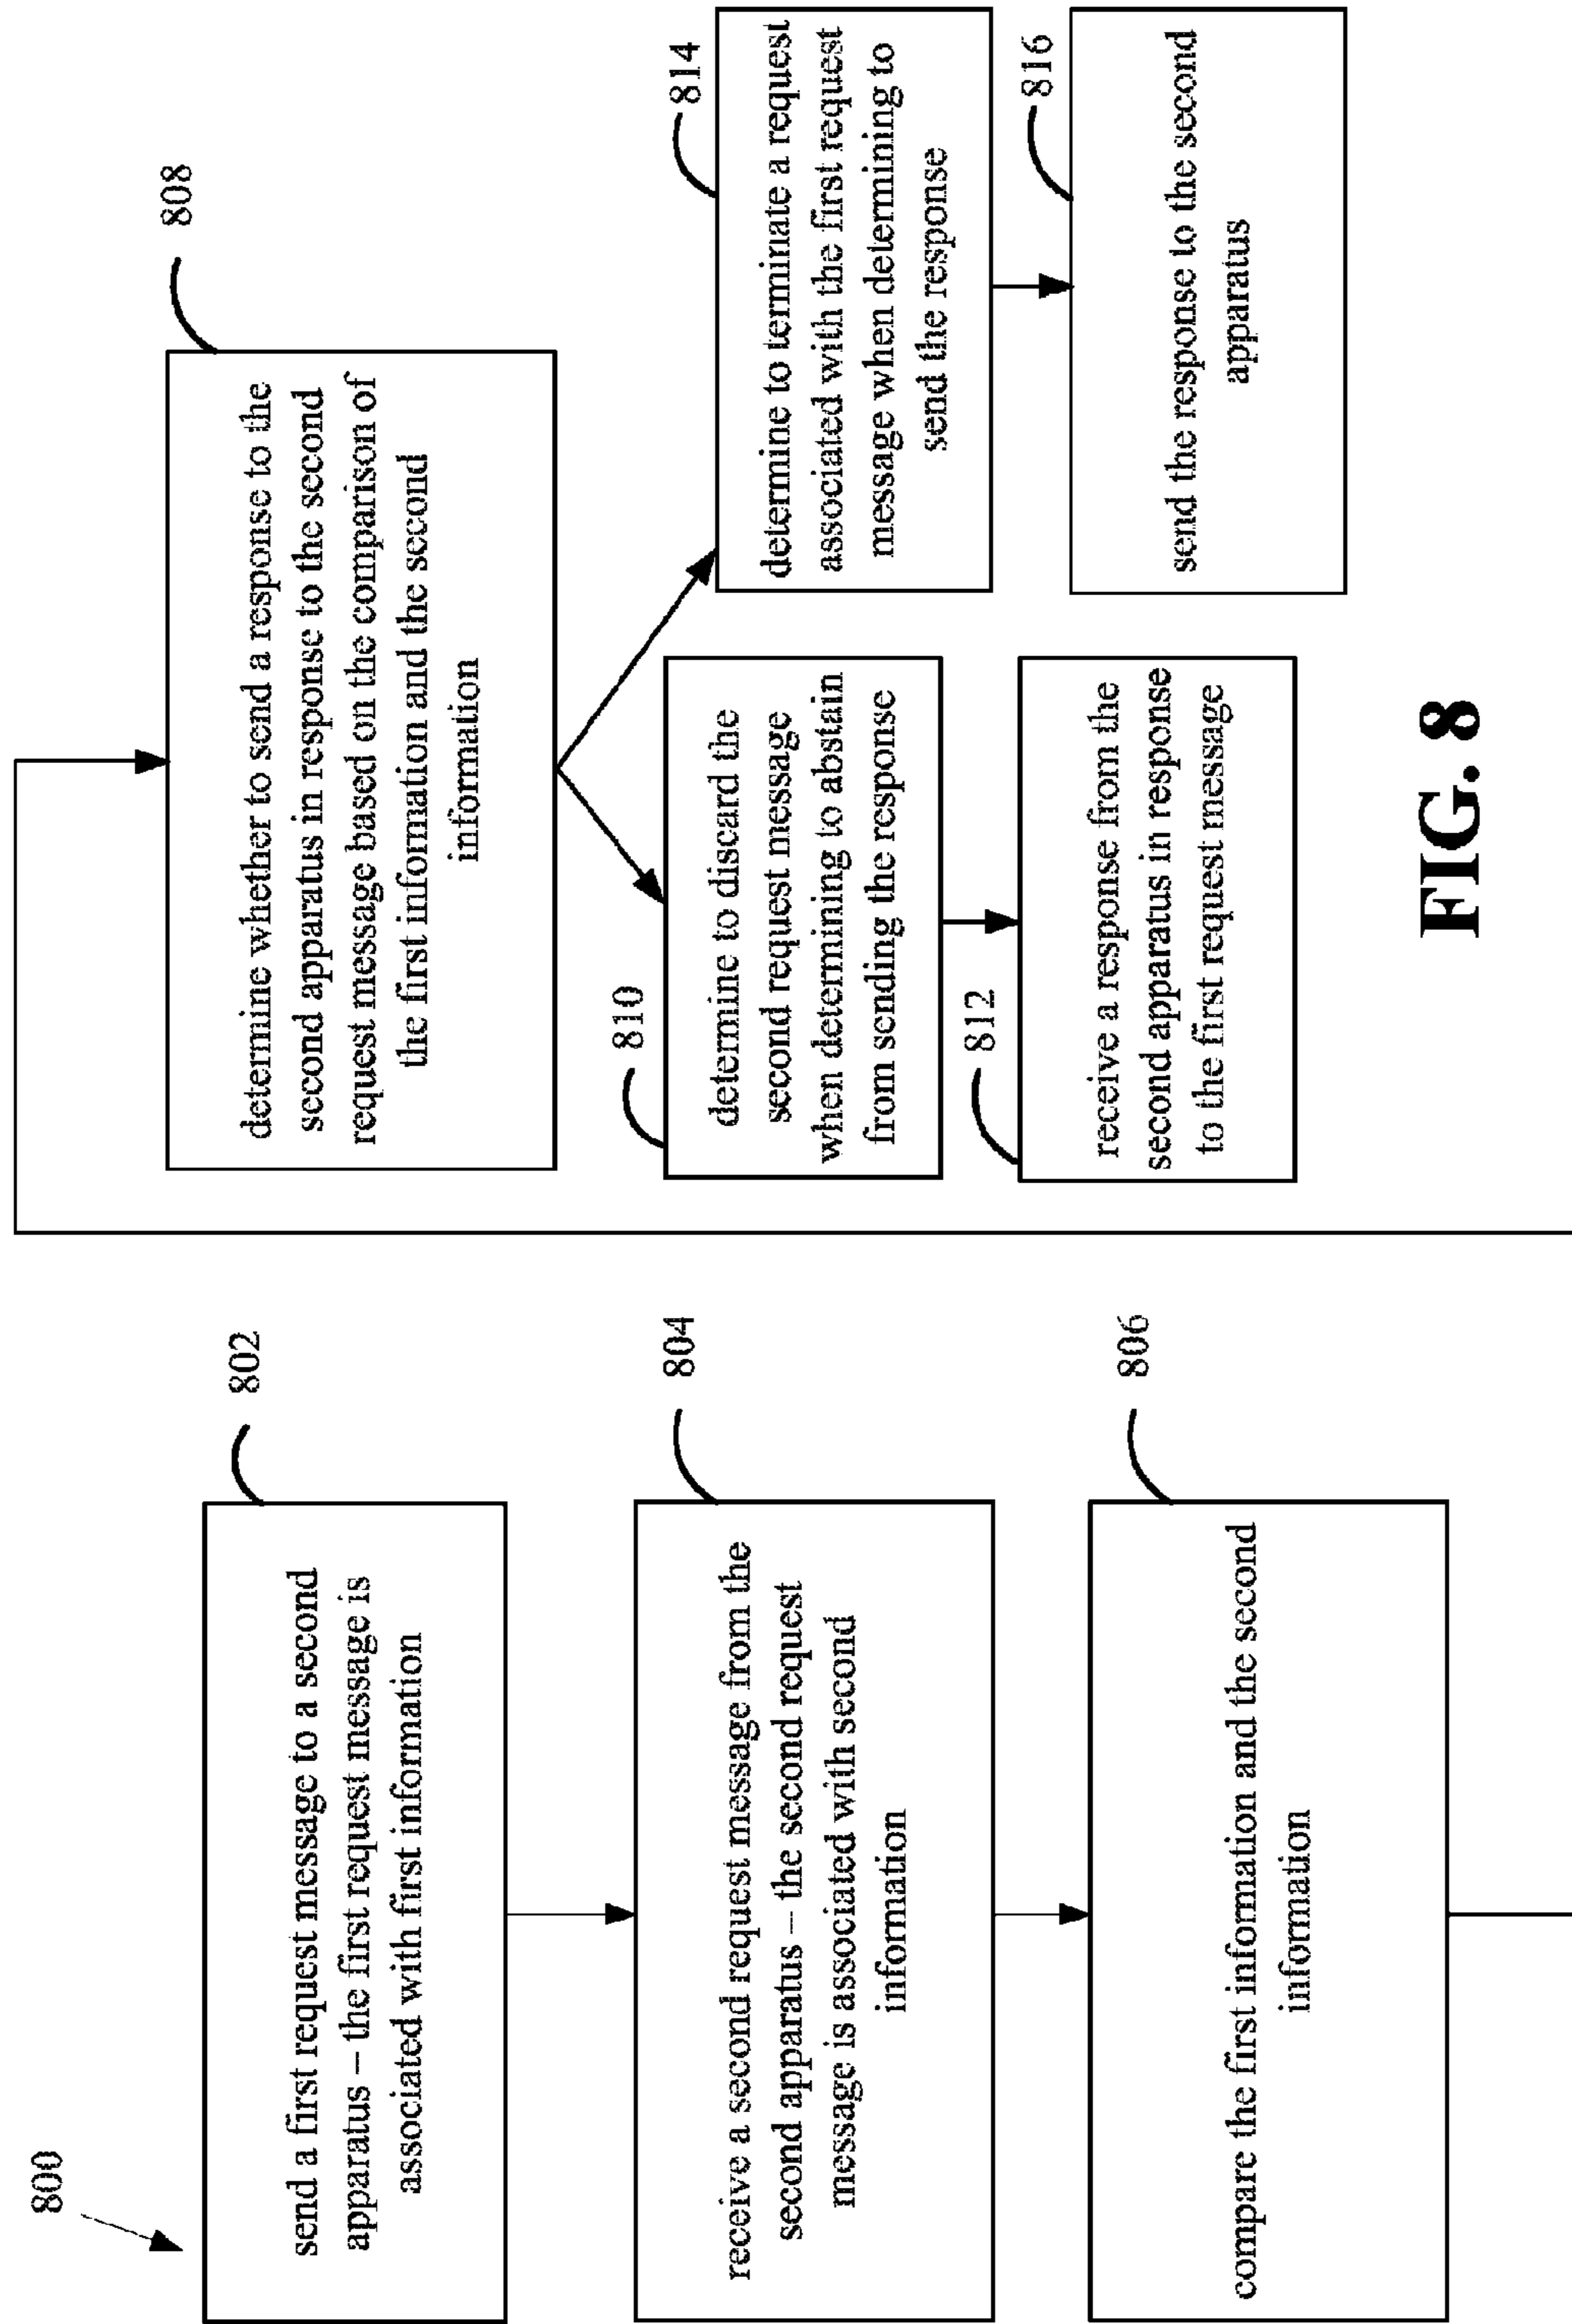 800
802
send a first request message to a second
apparatus – the first request message is
associated with first information
804
receive a second request message from the
second apparatus – the second request
message is associated with second
information
806
compare the first information and the second
information
808
determine whether to send a response to the
second apparatus in response to the second
request message based on the comparison of
the first information and the second
information
810
determine to discard the
second request message
when determining to abstain
from sending the response
812
receive a response from the
second apparatus in response
to the first request message
814
determine to terminate a request
associated with the first request
message when determining to
send the response
816
send the response to the second
apparatus
FIG. 8